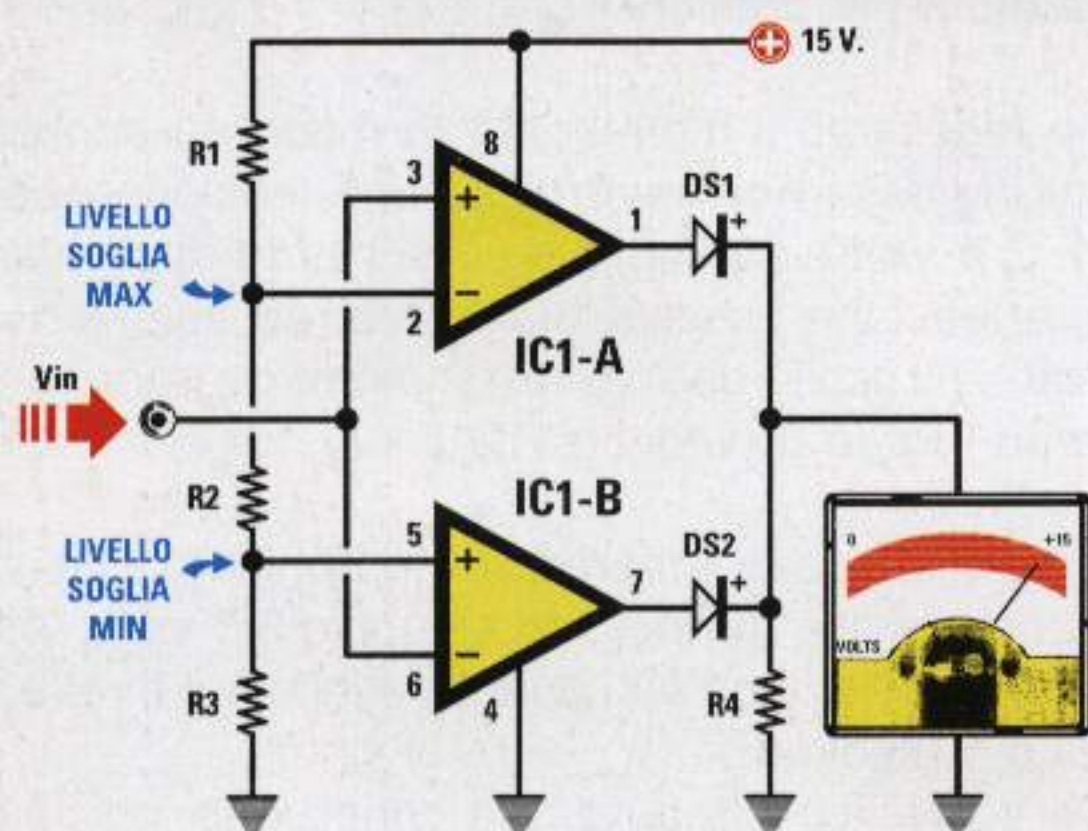 15 V.
R1
3
8
+
DS1
+
1
LIVELLO
SOGLIA
MAX
-
2
IC1-A
Vin
R2
IC1-B
LIVELLO
SOGLIA
MIN
5
+
7
DS2
+
0
+15
VOLTS
-
6
4
R3
R4